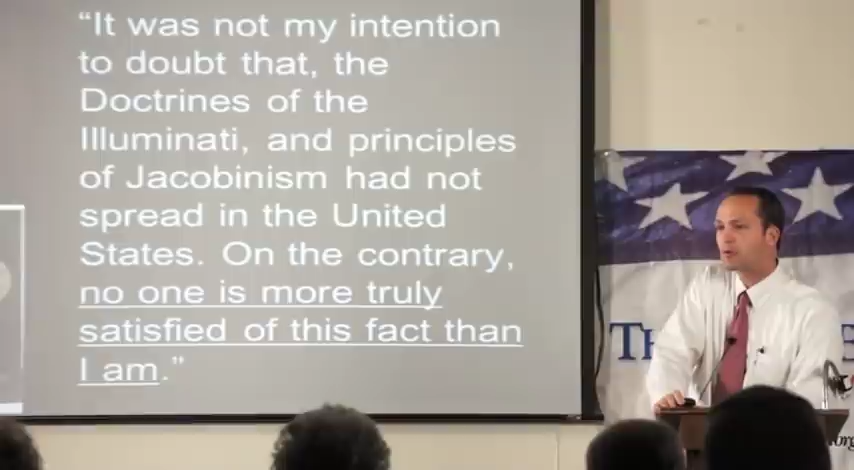 “It was not my intention
to doubt that, the
Doctrines of the
Illuminati, and principles
of Jacobinism had not
spread in the United
States. On the contrary,
no one is more truly
satisfied of this fact than
I am.”